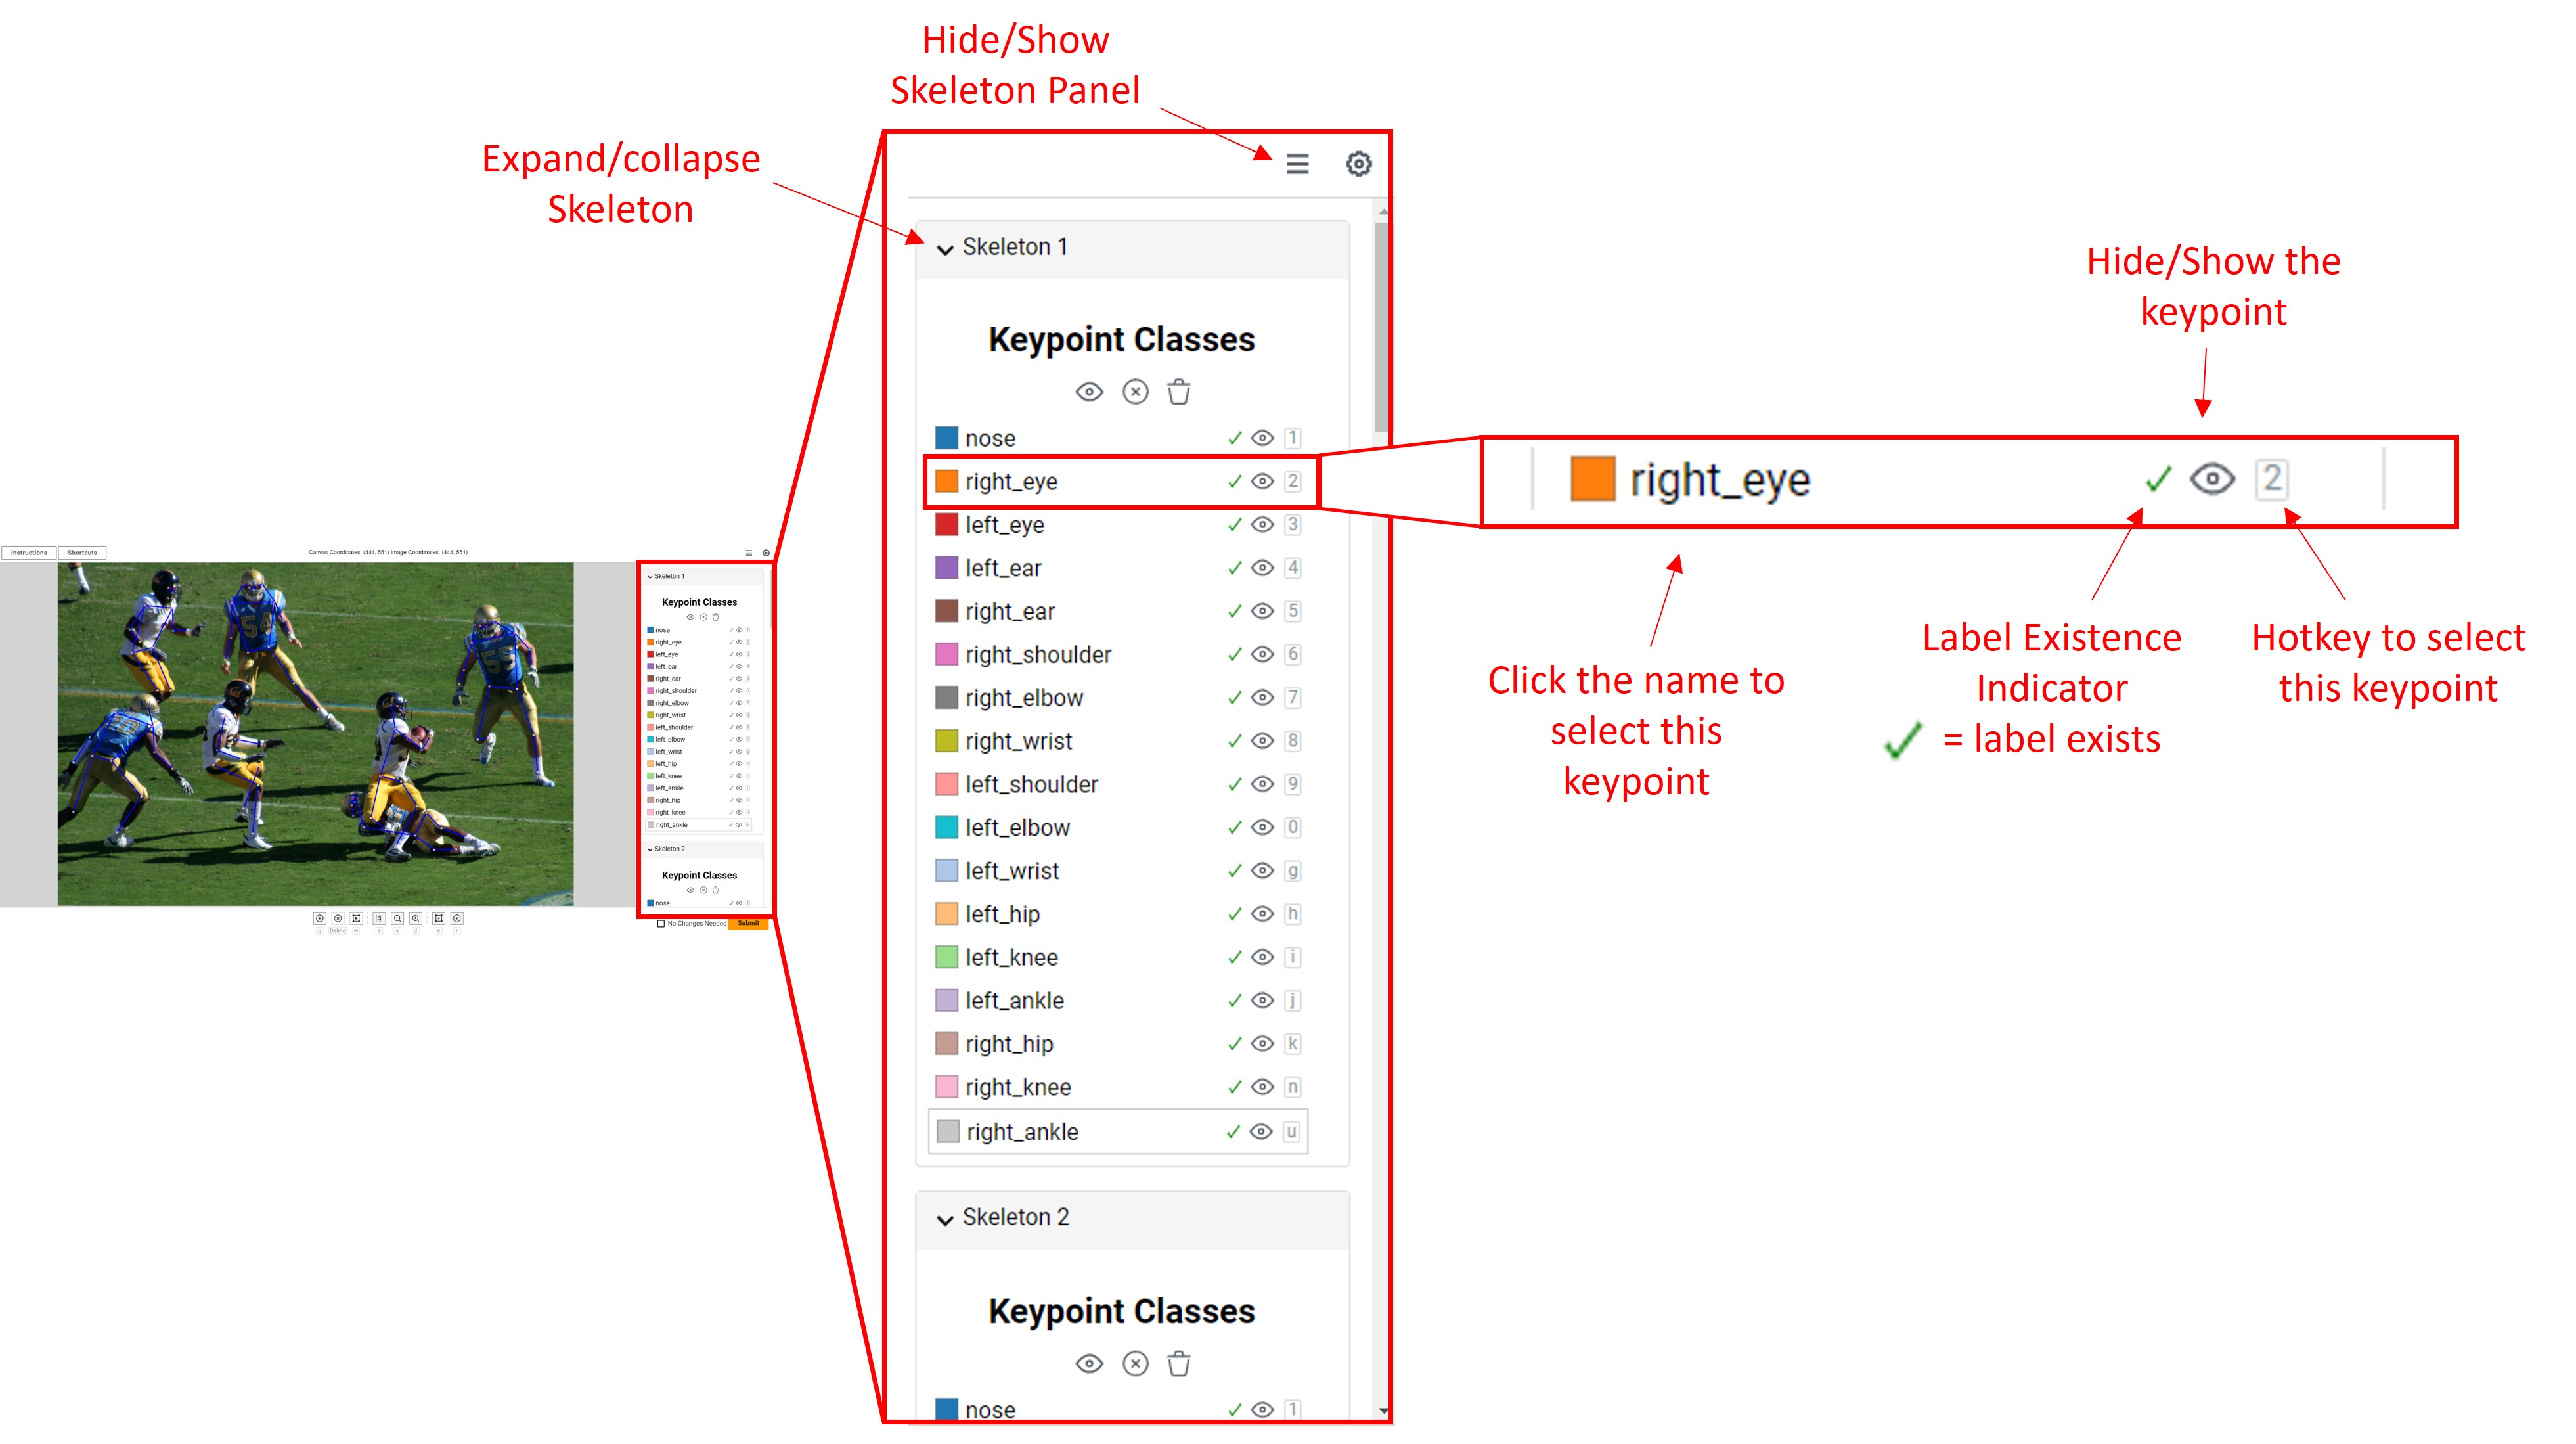 Hide/Show
Skeleton Panel
Expand/collapse
Skeleton
Skeleton 1
Keypoint Classes
nose 1
right_eye 2
left_eye 3
left_ear 4
right_ear 5
right_shoulder 6
right_elbow 7
right_wrist 8
left_shoulder 9
left_elbow 0
left_wrist g
left_hip h
left_knee i
left_ankle j
right_hip k
right_knee n
right_ankle u
Skeleton 2
Keypoint Classes
nose 1
Hide/Show the
keypoint
right_eye 2
Click the name to
select this
keypoint
Label Existence
Indicator
= label exists
Hotkey to select
this keypoint
Instructions Shortcuts
Canvas Coordinates: (444, 551) Image Coordinates: (444, 551)
54
55
Skeleton 1
Keypoint Classes
nose
right_eye
left_eye
left_ear
right_ear
right_shoulder
right_elbow
right_wrist
left_shoulder
left_elbow
left_wrist
left_hip
left_knee
left_ankle
right_hip
right_knee
right_ankle
Skeleton 2
Keypoint Classes
nose
q Delete w a s d e r
No Changes Needed Submit